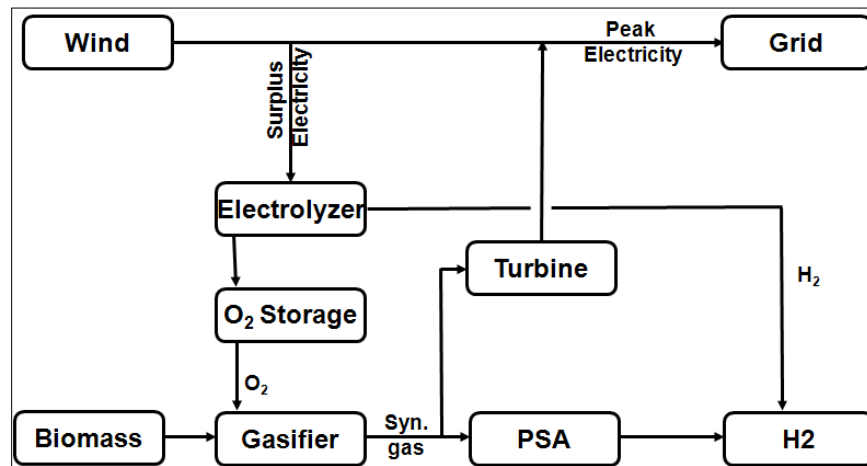 Wind
Peak
Electricity
Grid
Surplus
Electricity
Electrolyzer
Turbine
H₂
O₂ Storage
O₂
Biomass
Gasifier
Syn.
gas
PSA
H2